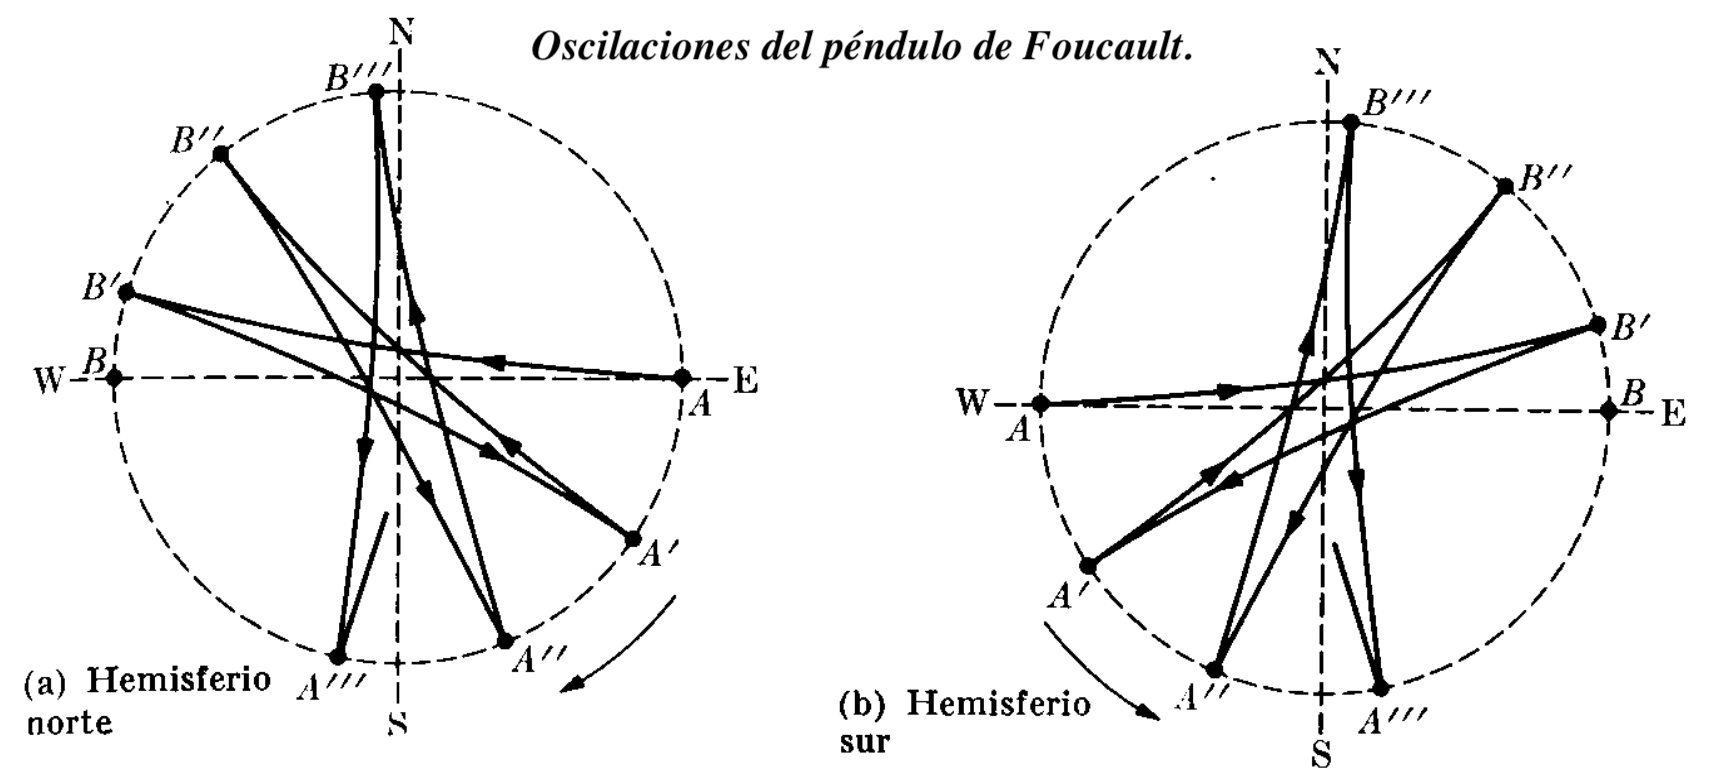 Oscilaciones del péndulo de Foucault.
N
B′′′
B′′
B′
B
W
E
A
A′
A′′
A′′′
S
(a) Hemisferio
norte
N
B′′′
B′′
B′
B
W
E
A
A′
A′′
A′′′
S
(b) Hemisferio
sur